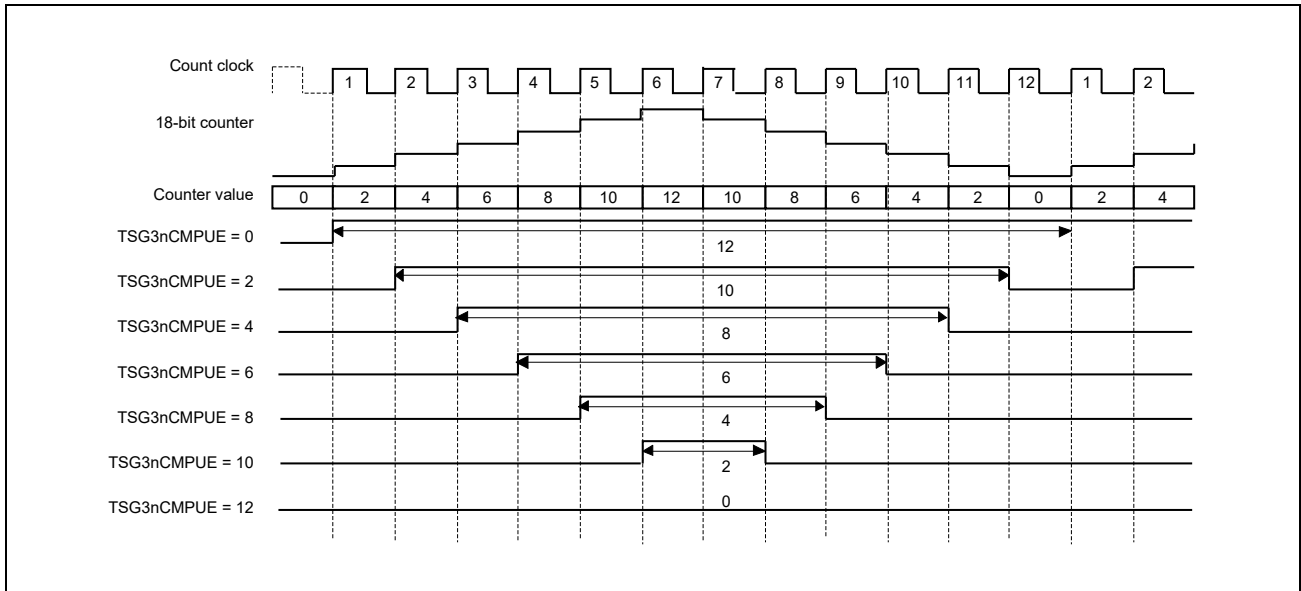 Count clock 1 2 3 4 5 6 7 8 9 10 11 12 1 2
18-bit counter
Counter value 0 2 4 6 8 10 12 10 8 6 4 2 0 2 4
TSG3nCMPUE = 0
12
TSG3nCMPUE = 2
10
TSG3nCMPUE = 4
8
TSG3nCMPUE = 6
6
TSG3nCMPUE = 8
4
TSG3nCMPUE = 10
2
TSG3nCMPUE = 12
0